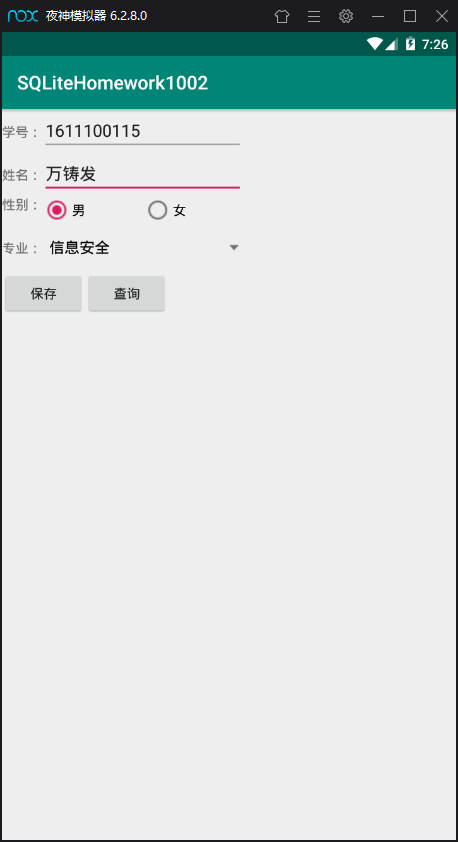 nox 夜神模拟器 6.2.8.0
7:26
SQLiteHomework1002
学号： 1611100115
姓名： 万铸发
性别： 男 女
专业： 信息安全
保存 查询